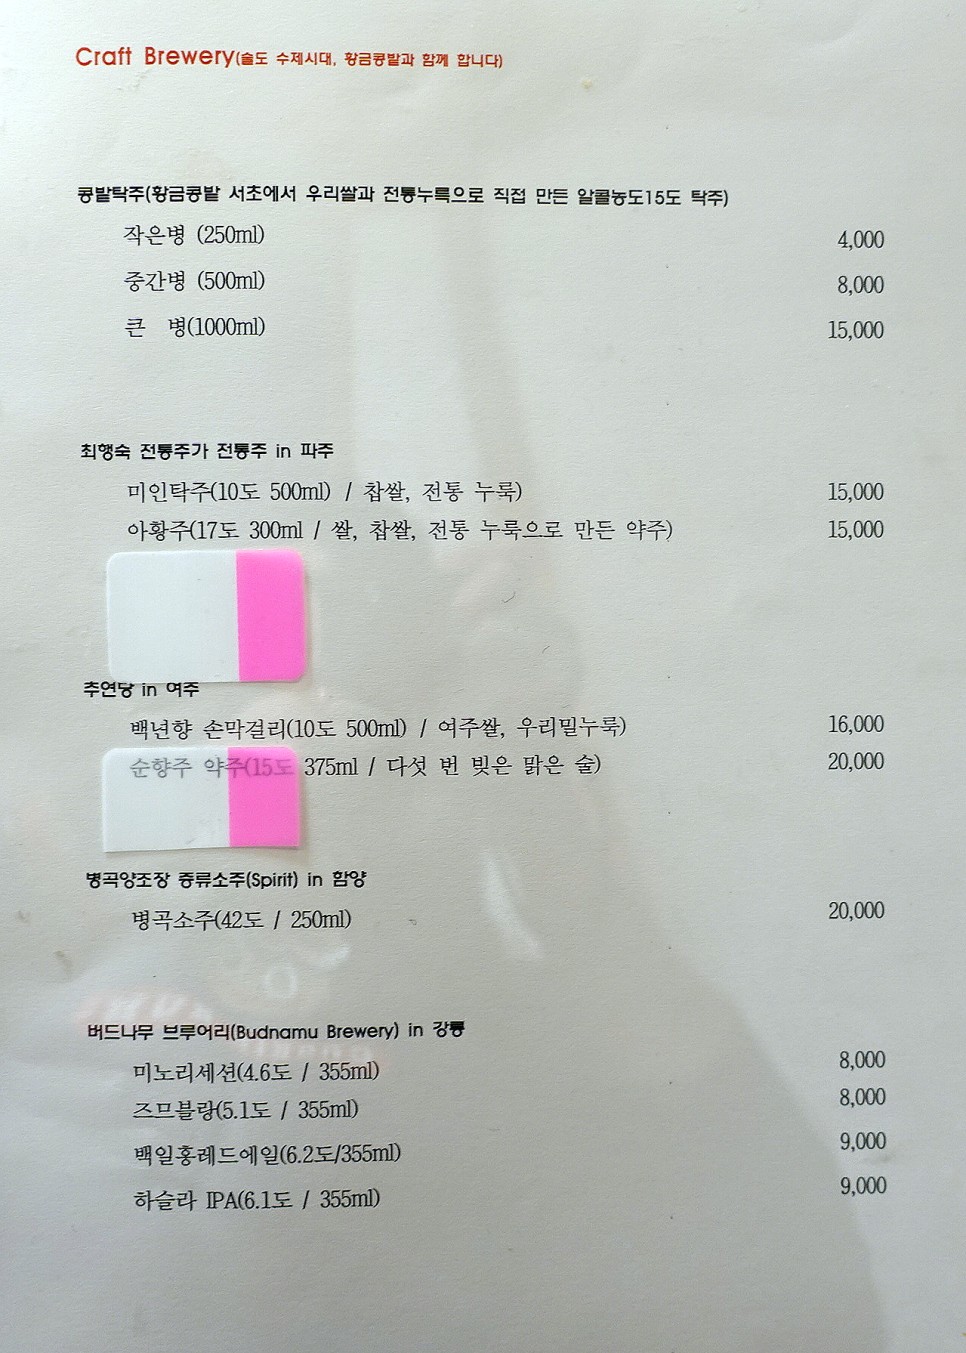 Craft Brewery(술도 수제시대, 황금콩밭과 함께 합니다)
콩밭탁주(황금콩밭 서초에서 우리쌀과 전통누룩으로 직접 만든 알콜농도15도 탁주)
작은병 (250ml) 4,000
중간병 (500ml) 8,000
큰 병(1000ml) 15,000
최행숙 전통주가 전통주 in 파주
미인탁주(10도 500ml) / 찹쌀, 전통 누룩) 15,000
아황주(17도 300ml / 쌀, 찹쌀, 전통 누룩으로 만든 약주) 15,000
추연당 in 여주
백년향 손막걸리(10도 500ml) / 여주쌀, 우리밀누룩) 16,000
순향주 약주(15도 375ml / 다섯 번 빚은 맑은 술) 20,000
병곡양조장 증류소주(Spirit) in 함양
병곡소주(42도 / 250ml) 20,000
버드나무 브루어리(Budnamu Brewery) in 강릉
미노리세션(4.6도 / 355ml) 8,000
즈므블랑(5.1도 / 355ml) 8,000
백일홍레드에일(6.2도/355ml) 9,000
하슬라 IPA(6.1도 / 355ml) 9,000